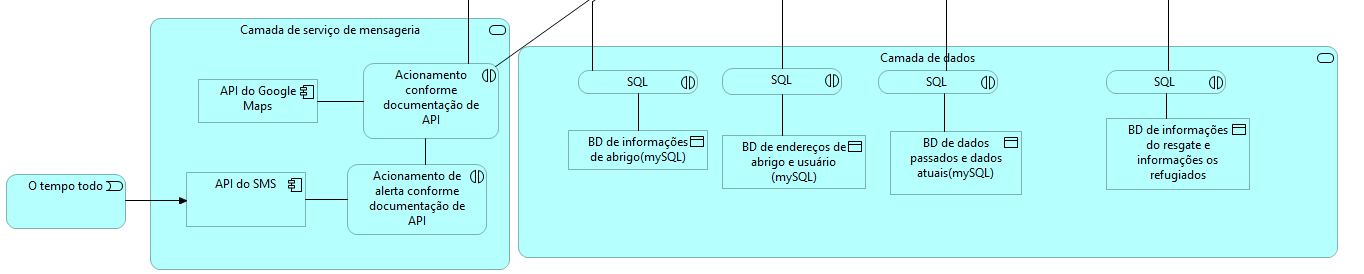 Camada de serviço de mensageria
Acionamento
conforme
documentação de
API
API do Google
Maps
O tempo todo
API do SMS
Acionamento de
alerta conforme
documentação de
API
Camada de dados
SQL
SQL
SQL
SQL
BD de informações
de abrigo(mySQL)
BD de endereços de
abrigo e usuário
(mySQL)
BD de dados
passados e dados
atuais(mySQL)
BD de informações
do resgate e
informações os
refugiados